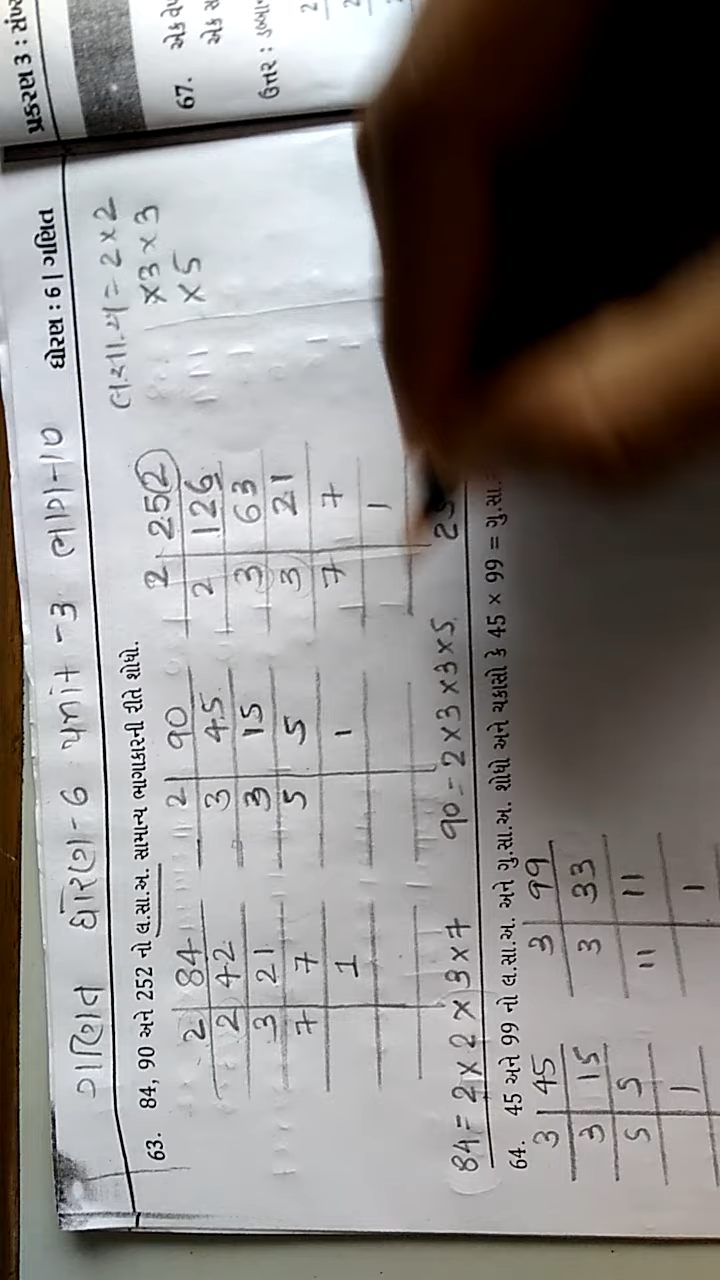 પ્રકરણ 3 : સંખ્
67. એક વે
એક સ
ઉત્તર :
ધોરણ : 6 | ગણિત
ગણિત ધોરણ-6 ભાગ-10
63. 84, 90 અને 252 નો લ.સા.અ. સામાન્ય ભાગાકારની રીતે શોધો.
લ.સા.અ = 2 × 2
× 3 × 3
× 5
2 84 2 90 2 252
2 42 3 45 2 126
3 21 3 15 3 63
7 7 5 5 3 21
1 1 7 7
1
84 = 2 × 2 × 3 × 7 90 = 2 × 3 × 3 × 5 25
64. 45 અને 99 નો લ.સા.અ. અને ગુ.સા.અ. શોધો અને ચકાસો કે 45 × 99 = ગુ.સા.
3 45 3 99
3 15 3 33
5 5 11 11
1 1